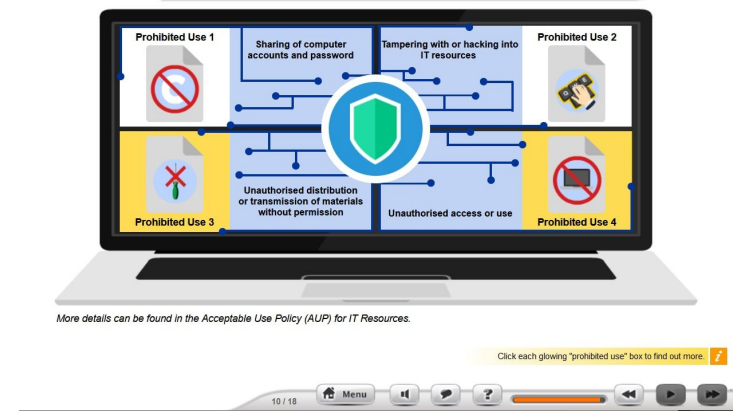 Prohibited Use 1
Sharing of computer
accounts and password
Tampering with or hacking into
IT resources
Prohibited Use 2
Unauthorised distribution
or transmission of materials
without permission
Prohibited Use 3
Unauthorised access or use
Prohibited Use 4
More details can be found in the Acceptable Use Policy (AUP) for IT Resources.
Click each glowing "prohibited use" box to find out more.
i
10 / 18
Menu
?